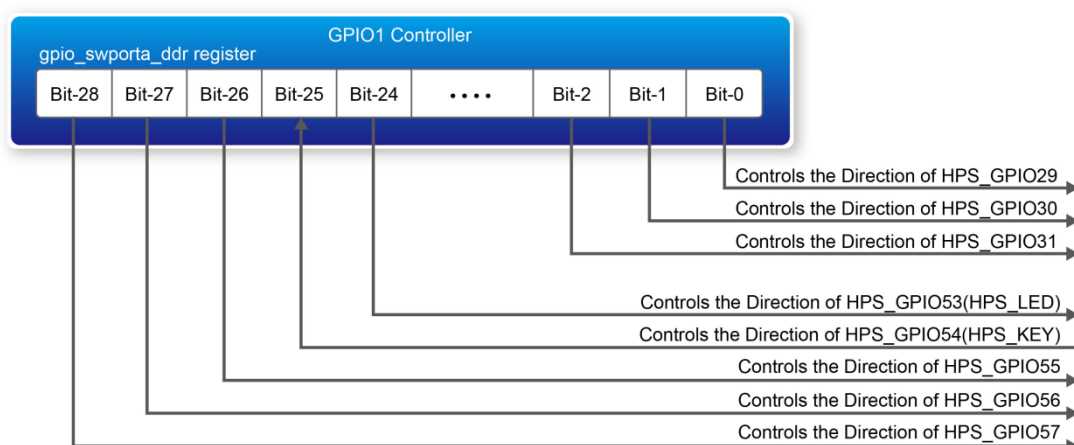 GPIO1 Controller
gpio_swporta_ddr register
Bit-28 Bit-27 Bit-26 Bit-25 Bit-24 •••• Bit-2 Bit-1 Bit-0
Controls the Direction of HPS_GPIO29
Controls the Direction of HPS_GPIO30
Controls the Direction of HPS_GPIO31
Controls the Direction of HPS_GPIO53(HPS_LED)
Controls the Direction of HPS_GPIO54(HPS_KEY)
Controls the Direction of HPS_GPIO55
Controls the Direction of HPS_GPIO56
Controls the Direction of HPS_GPIO57